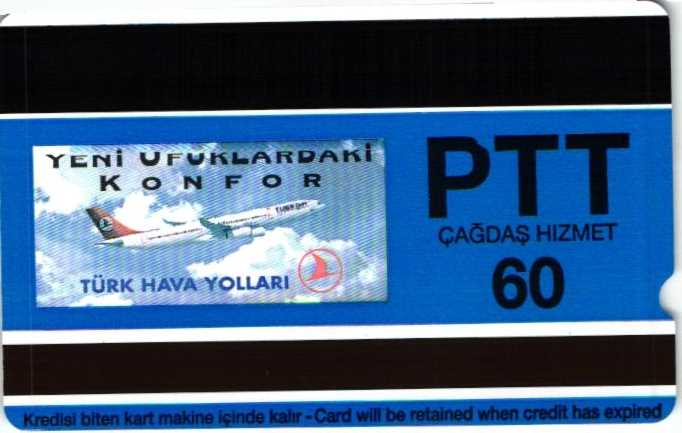 YENİ UFUKLARDAKİ
KONFOR
TURKISH
TÜRK HAVA YOLLARI
PTT
ÇAĞDAŞ HİZMET
60
Kredisi biten kart makine içinde kalır - Card will be retained when credit has expired